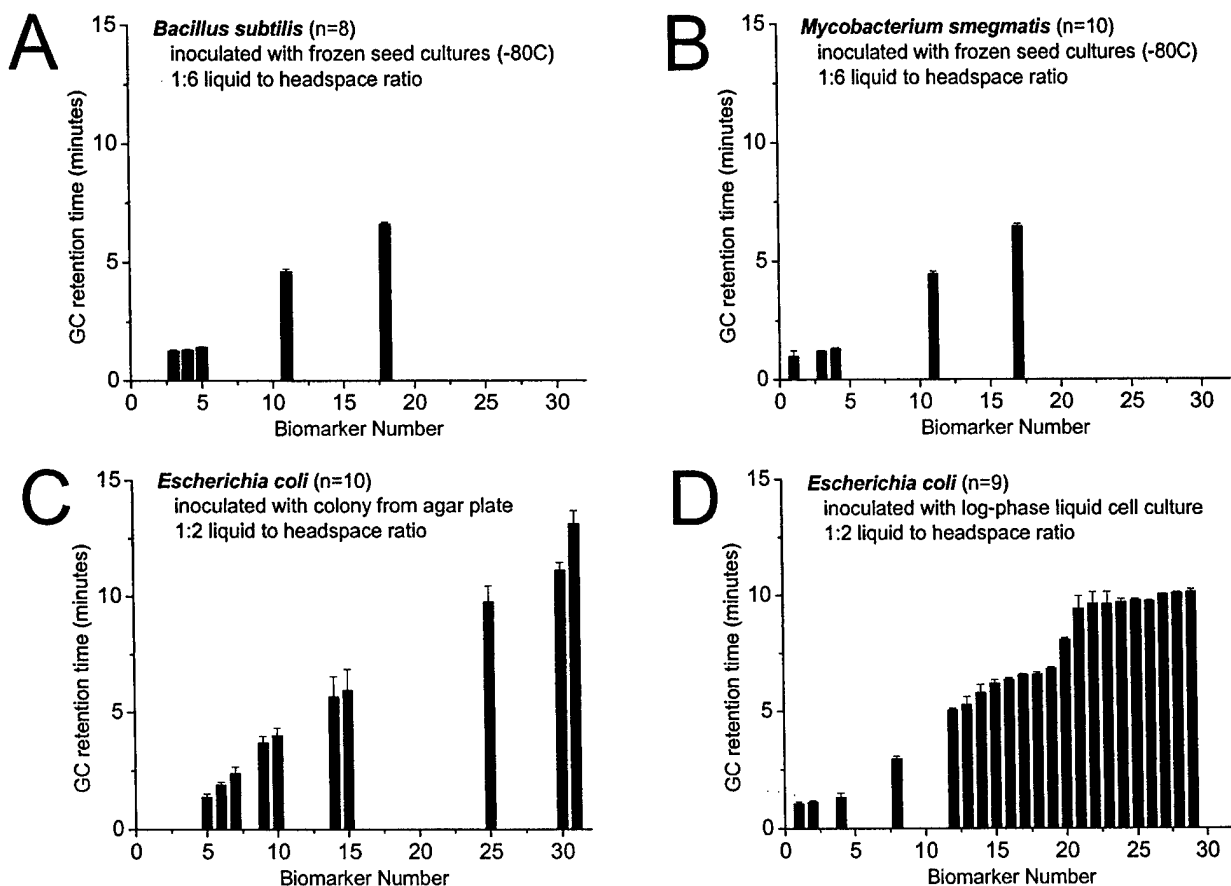 A
Bacillus subtilis (n=8)
inoculated with frozen seed cultures (-80C)
1:6 liquid to headspace ratio
GC retention time (minutes)
15
10
5
0
0 5 10 15 20 25 30
Biomarker Number
B
Mycobacterium smegmatis (n=10)
inoculated with frozen seed cultures (-80C)
1:6 liquid to headspace ratio
GC retention time (minutes)
15
10
5
0
0 5 10 15 20 25 30
Biomarker Number
C
Escherichia coli (n=10)
inoculated with colony from agar plate
1:2 liquid to headspace ratio
GC retention time (minutes)
15
10
5
0
0 5 10 15 20 25 30
Biomarker Number
D
Escherichia coli (n=9)
inoculated with log-phase liquid cell culture
1:2 liquid to headspace ratio
GC retention time (minutes)
15
10
5
0
0 5 10 15 20 25 30
Biomarker Number